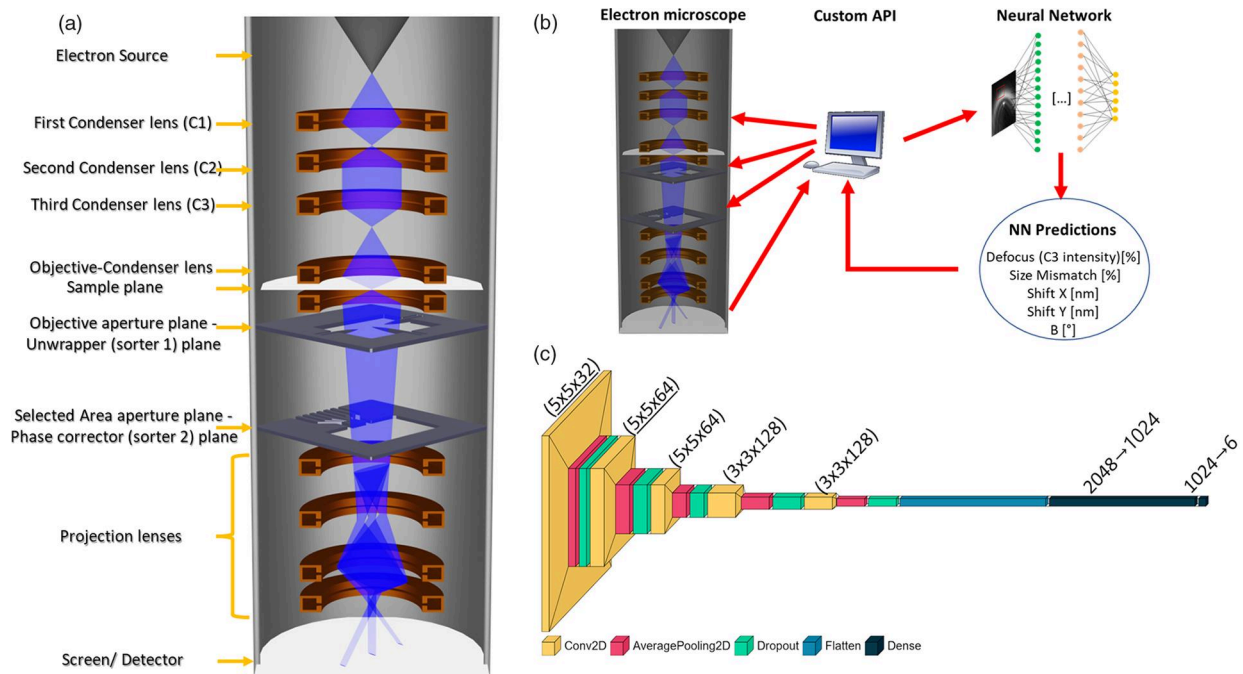 (a)
Electron Source
First Condenser lens (C1)
Second Condenser lens (C2)
Third Condenser lens (C3)
Objective-Condenser lens
Sample plane
Objective aperture plane -
Unwrapper (sorter 1) plane
Selected Area aperture plane -
Phase corrector (sorter 2) plane
Projection lenses
Screen/ Detector
(b)
Electron microscope
Custom API
Neural Network
[...]
NN Predictions
Defocus (C3 intensity)[%]
Size Mismatch [%]
Shift X [nm]
Shift Y [nm]
B [°]
(c)
(5x5x32)
(5x5x64)
(5x5x64)
(3x3x128)
(3x3x128)
2048→1024
1024→6
Conv2D
AveragePooling2D
Dropout
Flatten
Dense